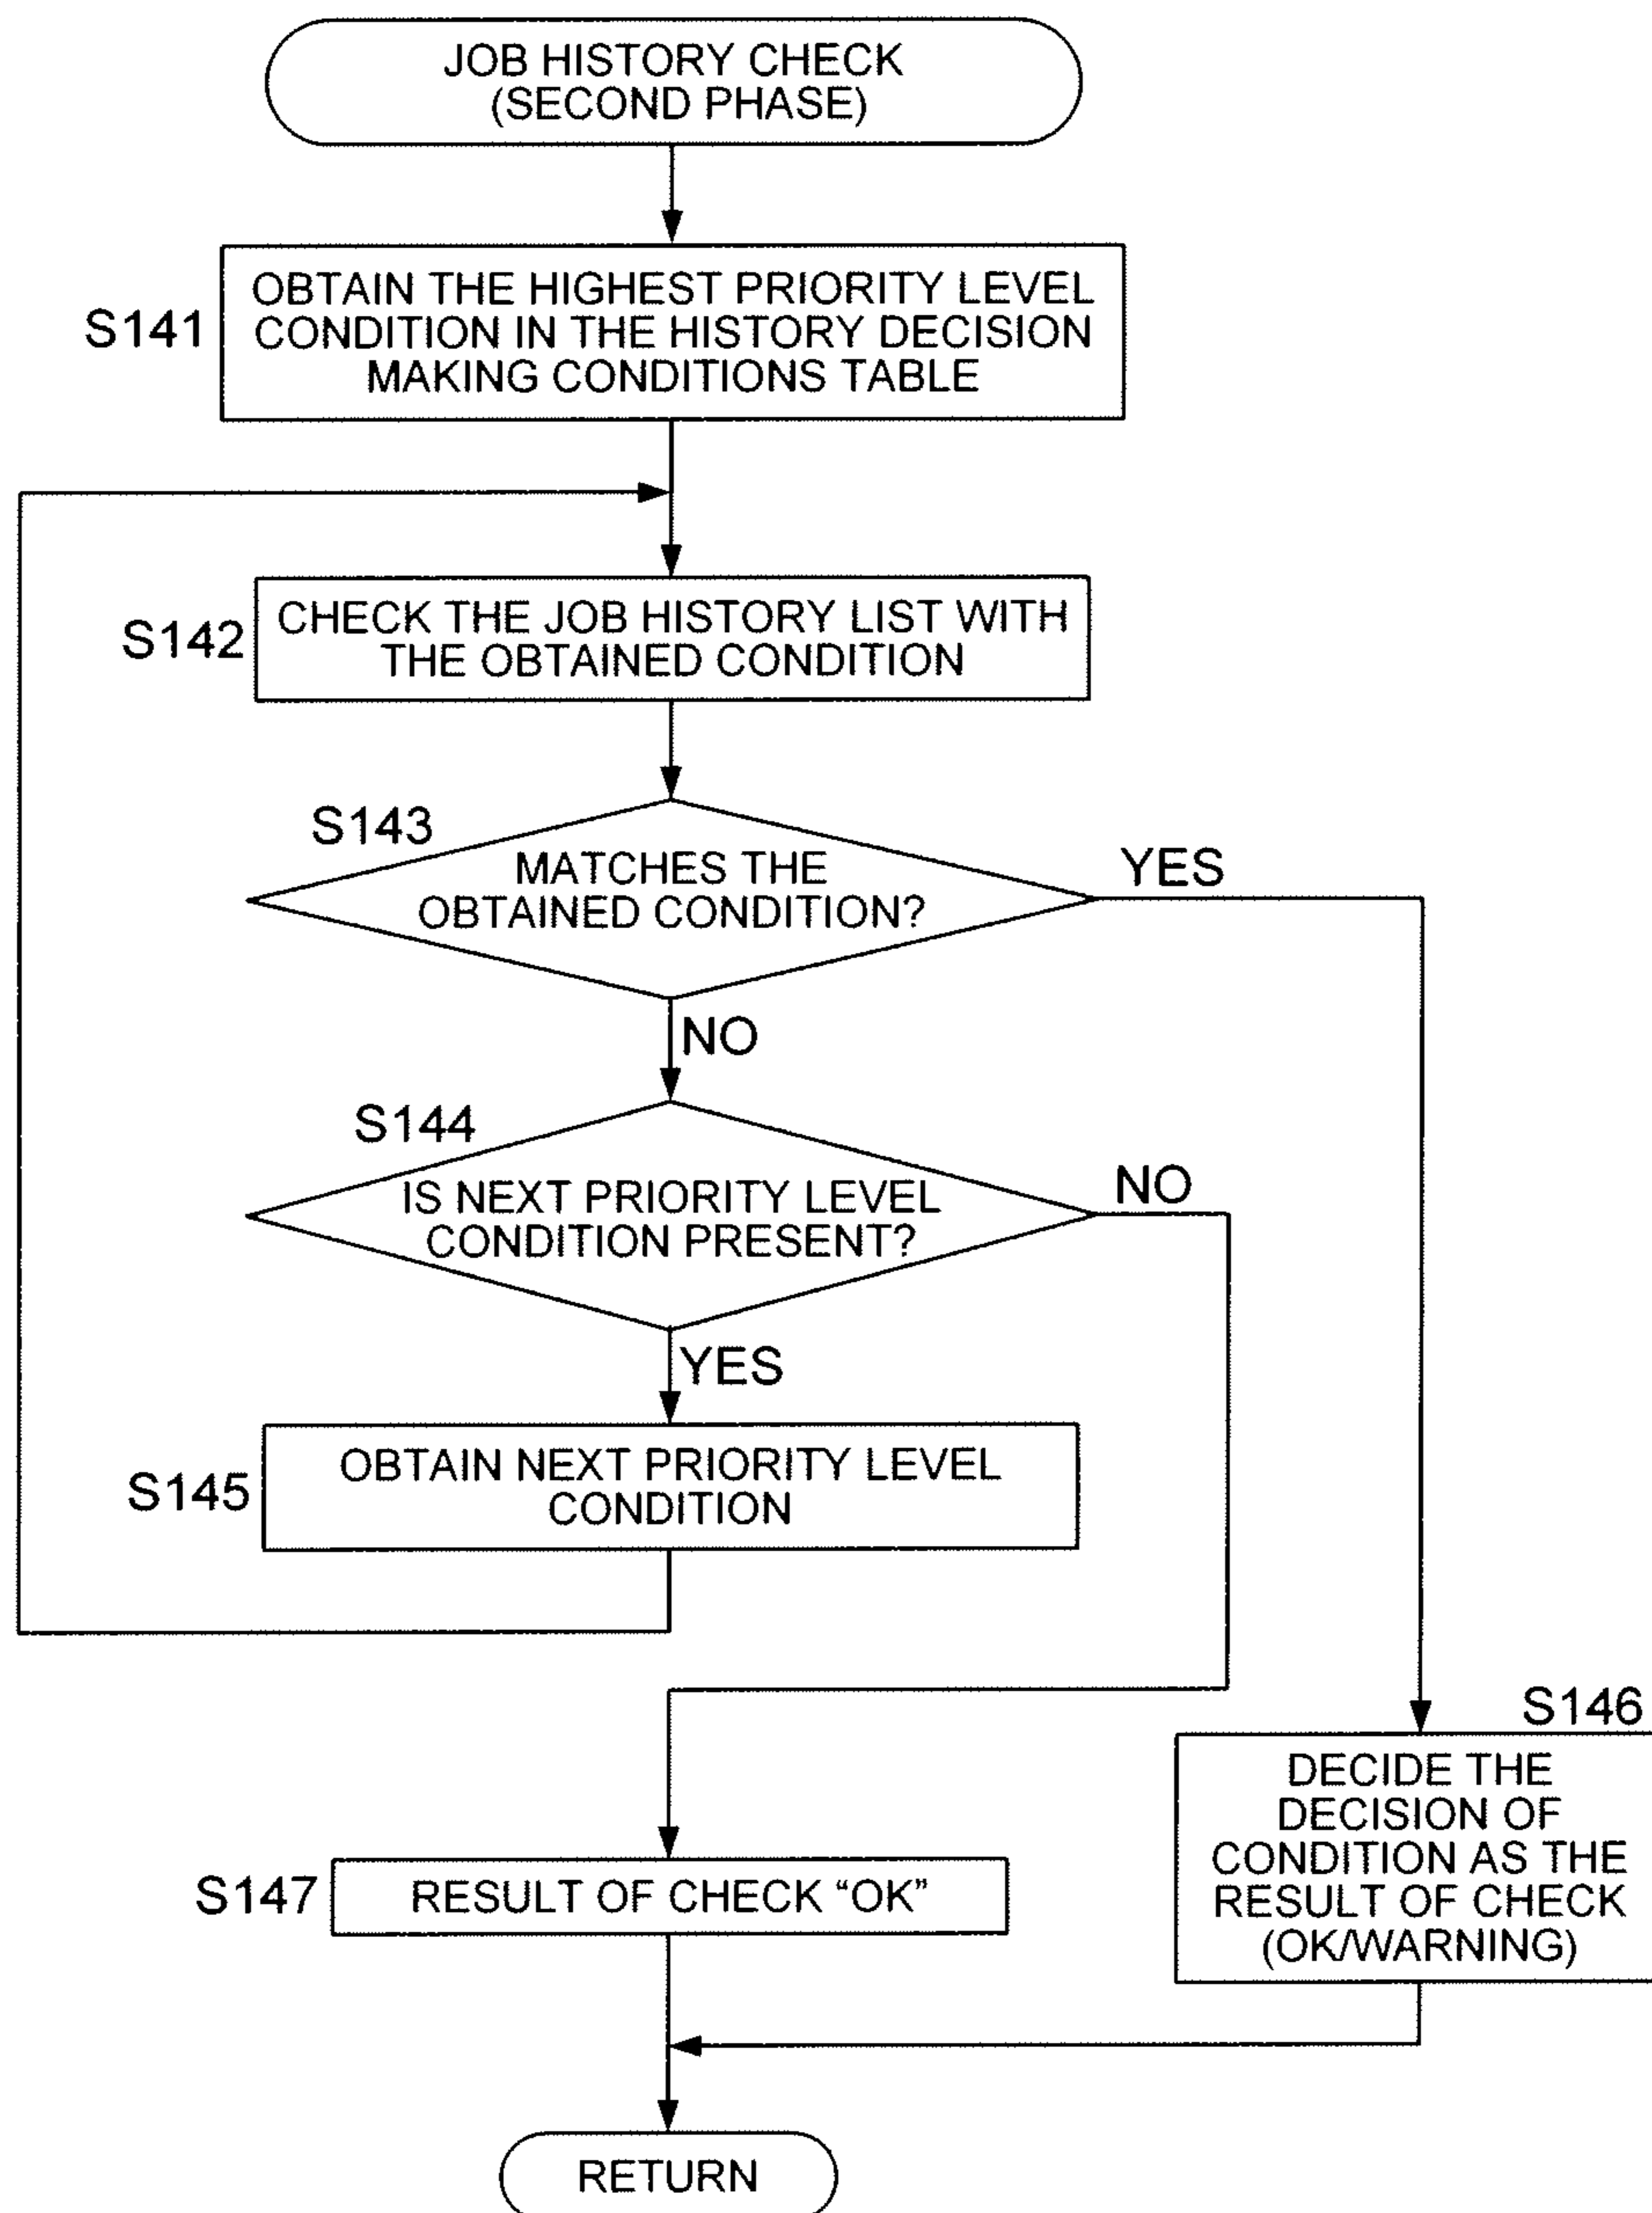 JOB HISTORY CHECK
(SECOND PHASE)
S141
OBTAIN THE HIGHEST PRIORITY LEVEL
CONDITION IN THE HISTORY DECISION
MAKING CONDITIONS TABLE
S142
CHECK THE JOB HISTORY LIST WITH
THE OBTAINED CONDITION
S143
MATCHES THE
OBTAINED CONDITION?
YES
NO
S144
IS NEXT PRIORITY LEVEL
CONDITION PRESENT?
NO
YES
S145
OBTAIN NEXT PRIORITY LEVEL
CONDITION
S146
DECIDE THE
DECISION OF
CONDITION AS THE
RESULT OF CHECK
(OK/WARNING)
S147
RESULT OF CHECK “OK”
RETURN